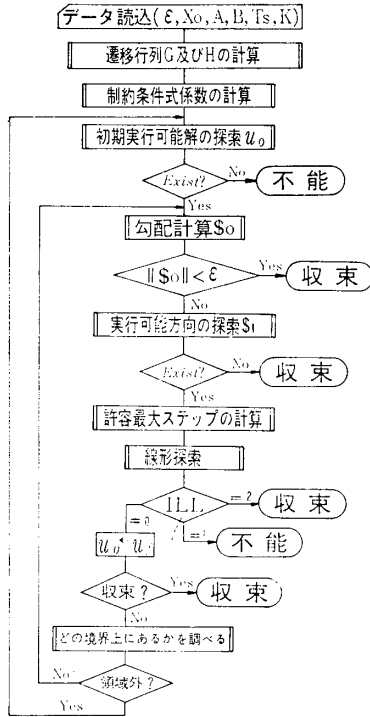 データ読込(ε, Xo, A, B, Ts, K)
遷移行列G及びHの計算
制約条件式係数の計算
初期実行可能解の探索 u₀
Exist?
No
不能
Yes
勾配計算$o
‖$o‖<ε
Yes
収束
No
実行可能方向の探索$₁
Exist?
No
収束
Yes
許容最大ステップの計算
線形探索
ILL
=2
収束
=1
不能
=0
収束?
Yes
収束
No
どの境界上にあるかを調べる
領域外?
No
Yes